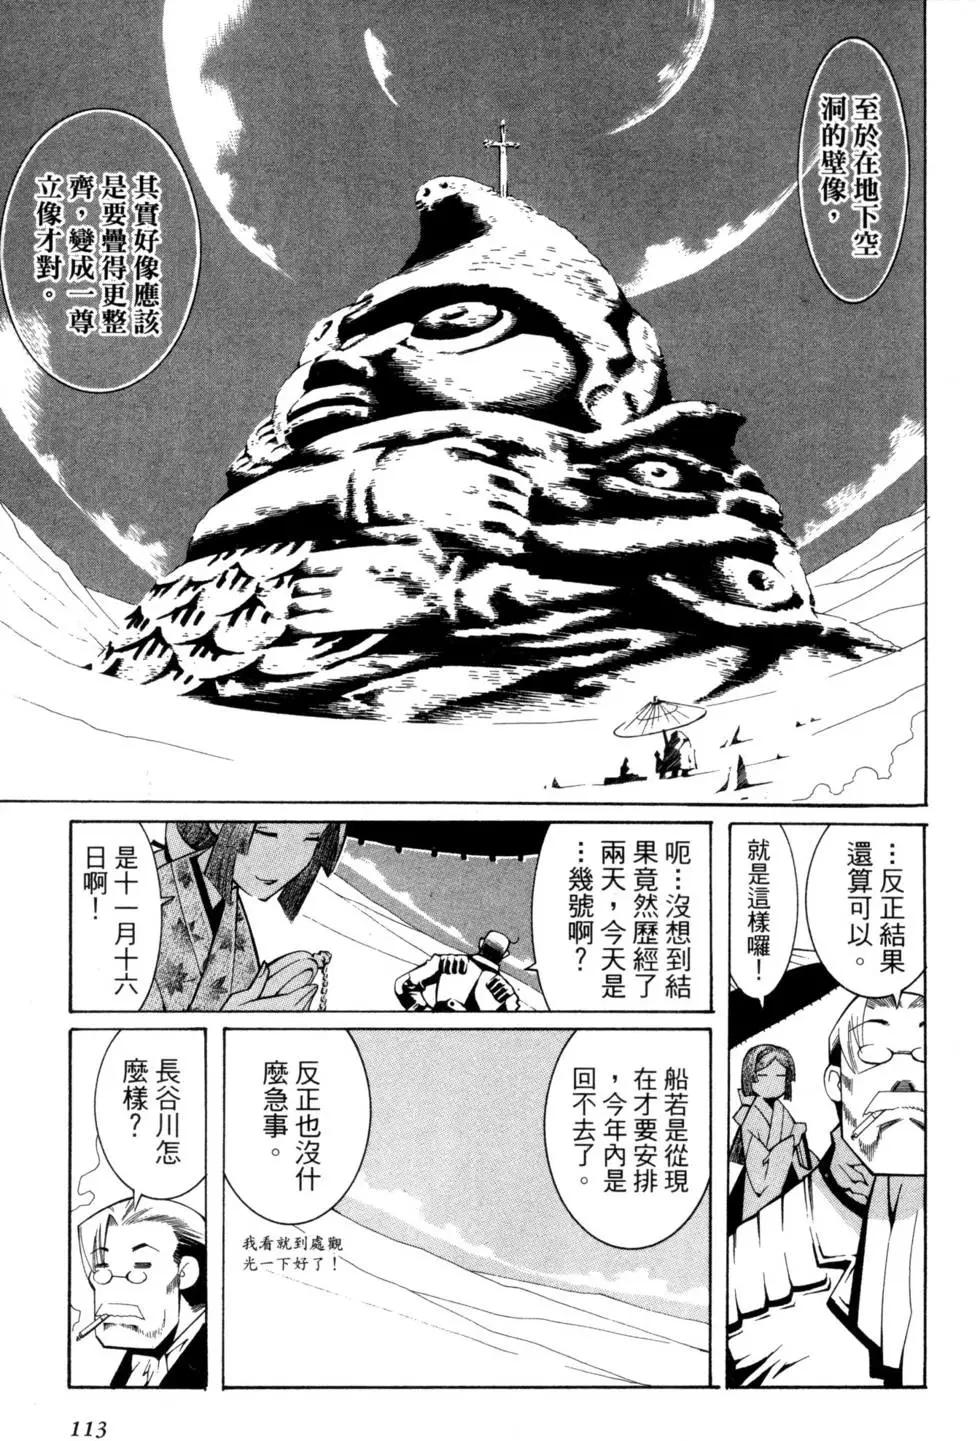 至於在地下空
洞的壁像，
其實好像應該
是要疊得更整
齊，變成一尊
立像才對。
…反正結果
還算可以。
就是這樣囉！
呃…沒想到結
果竟然歷經了
兩天，今天是
…幾號啊？
是十一月十六
日啊！
船若是從現
在才要安排
，今年內是
回不去了。
反正也沒什
麼急事。
我看就到處觀
光一下好了！
長谷川怎
麼樣？
113